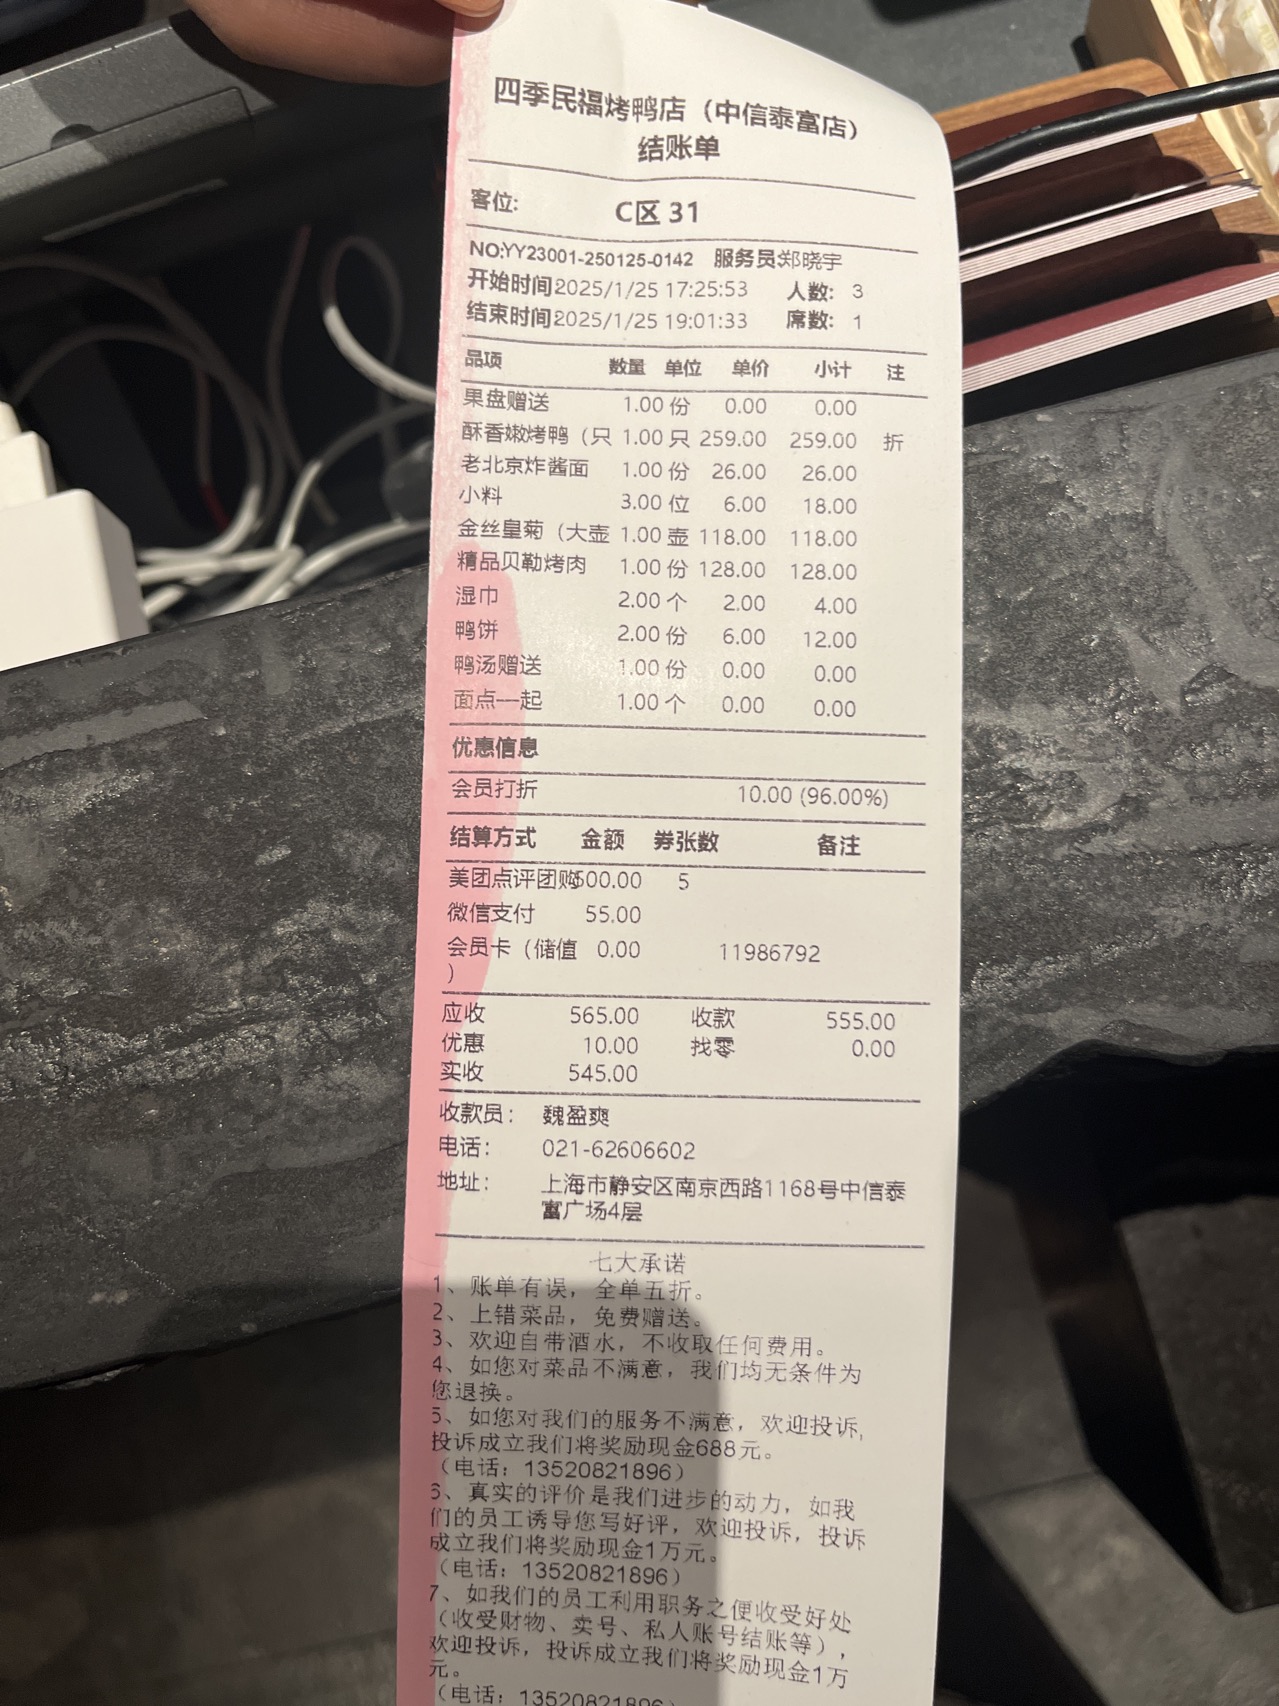 四季民福烤鸭店（中信泰富店）
结账单
客位: C区 31
NO:YY23001-250125-0142 服务员:郑晓宇
开始时间2025/1/25 17:25:53 人数: 3
结束时间2025/1/25 19:01:33 席数: 1
品项 数量 单位 单价 小计 注
果盘赠送 1.00 份 0.00 0.00
酥香嫩烤鸭（只 1.00 只 259.00 259.00 折
老北京炸酱面 1.00 份 26.00 26.00
小料 3.00 位 6.00 18.00
金丝皇菊（大壶 1.00 壶 118.00 118.00
精品贝勒烤肉 1.00 份 128.00 128.00
湿巾 2.00 个 2.00 4.00
鸭饼 2.00 份 6.00 12.00
鸭汤赠送 1.00 份 0.00 0.00
面点一起 1.00 个 0.00 0.00
优惠信息
会员打折 10.00 (96.00%)
结算方式 金额 券张数 备注
美团点评团购500.00 5
微信支付 55.00
会员卡（储值 0.00 11986792
）
应收 565.00 收款 555.00
优惠 10.00 找零 0.00
实收 545.00
收款员: 魏盈爽
电话: 021-62606602
地址: 上海市静安区南京西路1168号中信泰
富广场4层
七大承诺
1、账单有误，全单五折。
2、上错菜品，免费赠送。
3、欢迎自带酒水，不收取任何费用。
4、如您对菜品不满意，我们均无条件为
您退换。
5、如您对我们的服务不满意，欢迎投诉,
投诉成立我们将奖励现金688元。
（电话：13520821896）
6、真实的评价是我们进步的动力，如我
们的员工诱导您写好评，欢迎投诉，投诉
成立我们将奖励现金1万元。
（电话：13520821896）
7、如我们的员工利用职务之便收受好处
（收受财物、卖号、私人账号结账等），
欢迎投诉，投诉成立我们将奖励现金1万
元。
（电话：13520821896）